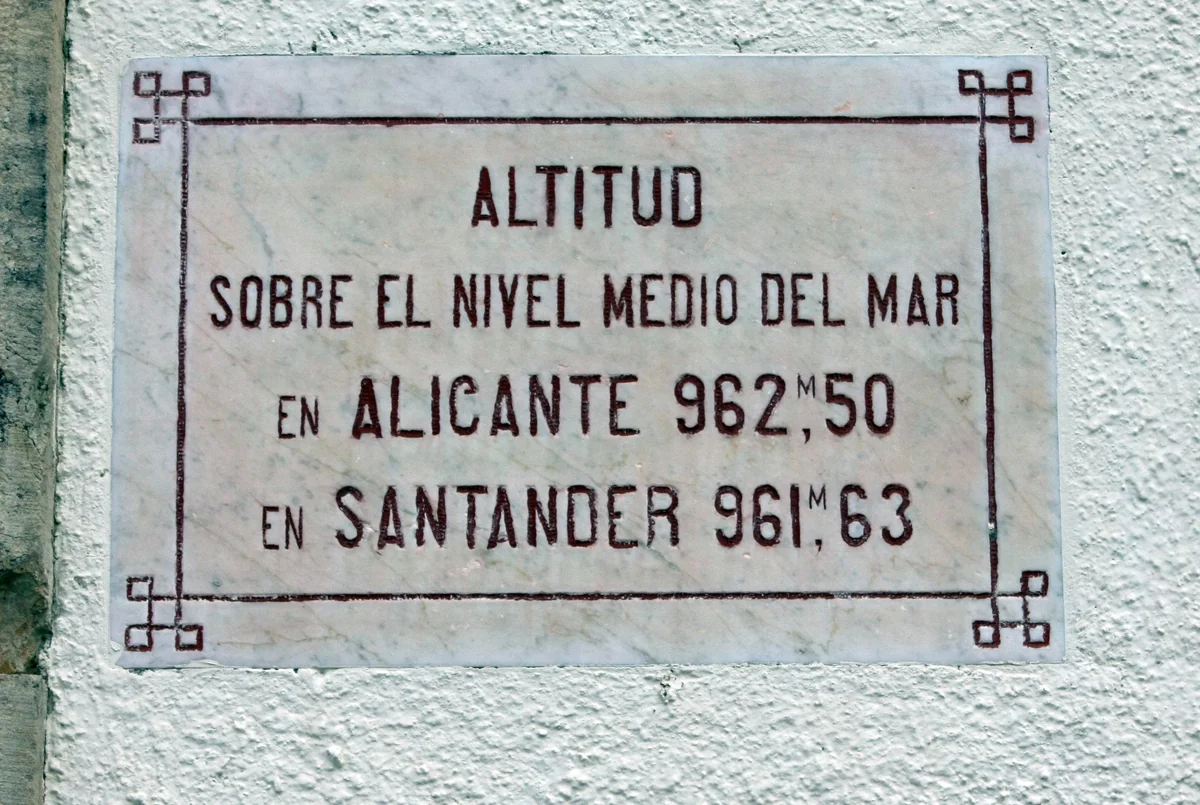 ALTITUD
SOBRE EL NIVEL MEDIO DEL MAR
EN ALICANTE 962,ᴹ50
EN SANTANDER 961,ᴹ63